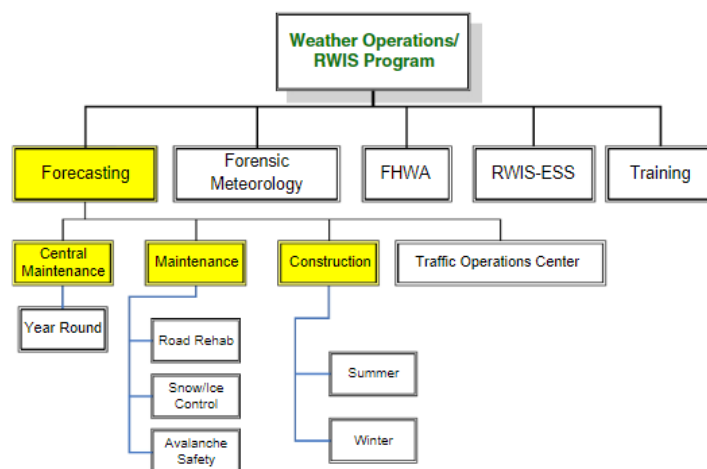 Weather Operations/
RWIS Program
Forecasting
Forensic
Meteorology
FHWA
RWIS-ESS
Training
Central
Maintenance
Maintenance
Construction
Traffic Operations Center
Year Round
Road Rehab
Snow/Ice
Control
Avalanche
Safety
Summer
Winter